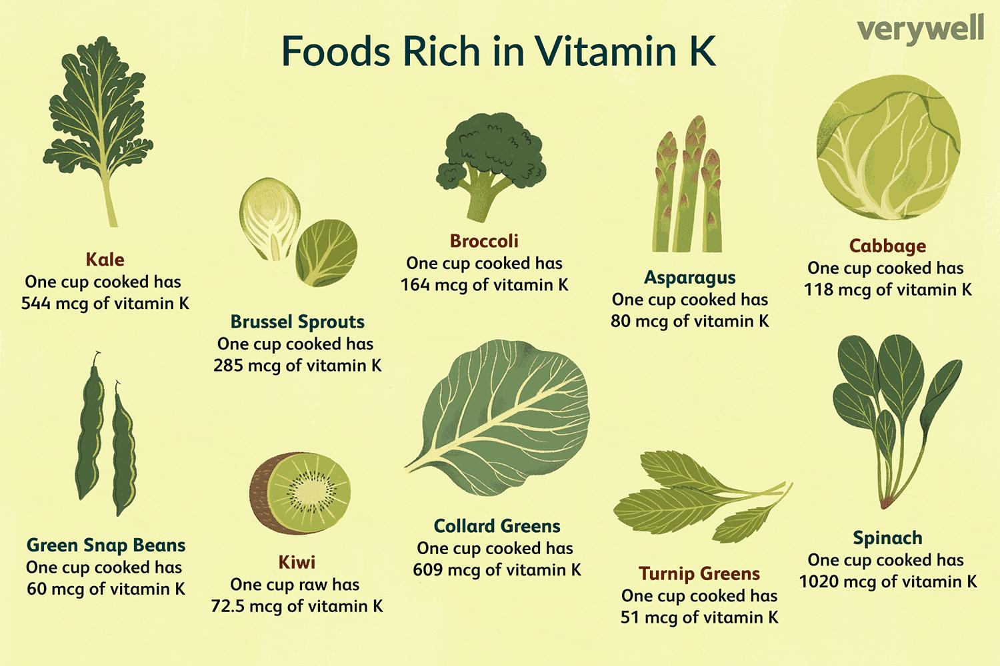 verywell
Foods Rich in Vitamin K
Kale
One cup cooked has
544 mcg of vitamin K
Brussel Sprouts
One cup cooked has
285 mcg of vitamin K
Broccoli
One cup cooked has
164 mcg of vitamin K
Asparagus
One cup cooked has
80 mcg of vitamin K
Cabbage
One cup cooked has
118 mcg of vitamin K
Green Snap Beans
One cup cooked has
60 mcg of vitamin K
Kiwi
One cup raw has
72.5 mcg of vitamin K
Collard Greens
One cup cooked has
609 mcg of vitamin K
Turnip Greens
One cup cooked has
51 mcg of vitamin K
Spinach
One cup cooked has
1020 mcg of vitamin K